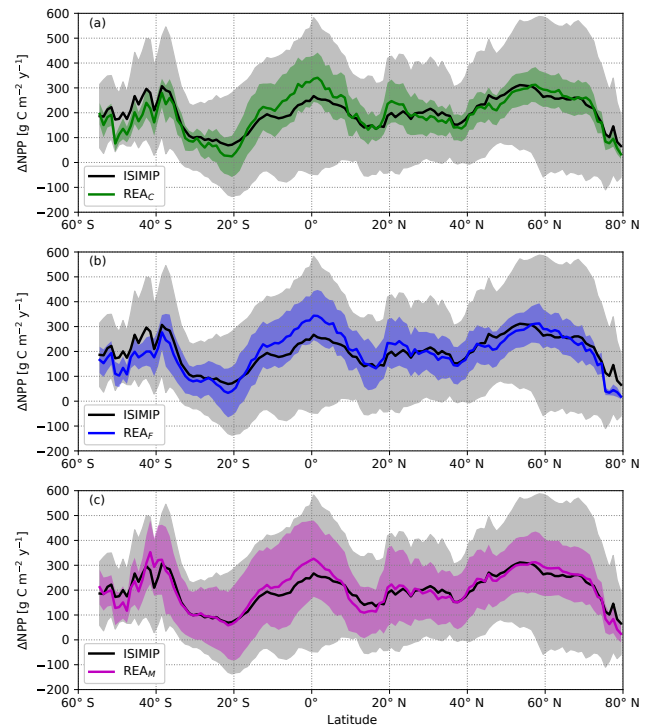 (a)
ΔNPP [g C m⁻² y⁻¹]
600
500
400
300
200
100
0
−100
−200
ISIMIP
REA_C
60° S 40° S 20° S 0° 20° N 40° N 60° N 80° N
(b)
ΔNPP [g C m⁻² y⁻¹]
600
500
400
300
200
100
0
−100
−200
ISIMIP
REA_F
60° S 40° S 20° S 0° 20° N 40° N 60° N 80° N
(c)
ΔNPP [g C m⁻² y⁻¹]
600
500
400
300
200
100
0
−100
−200
ISIMIP
REA_M
60° S 40° S 20° S 0° 20° N 40° N 60° N 80° N
Latitude